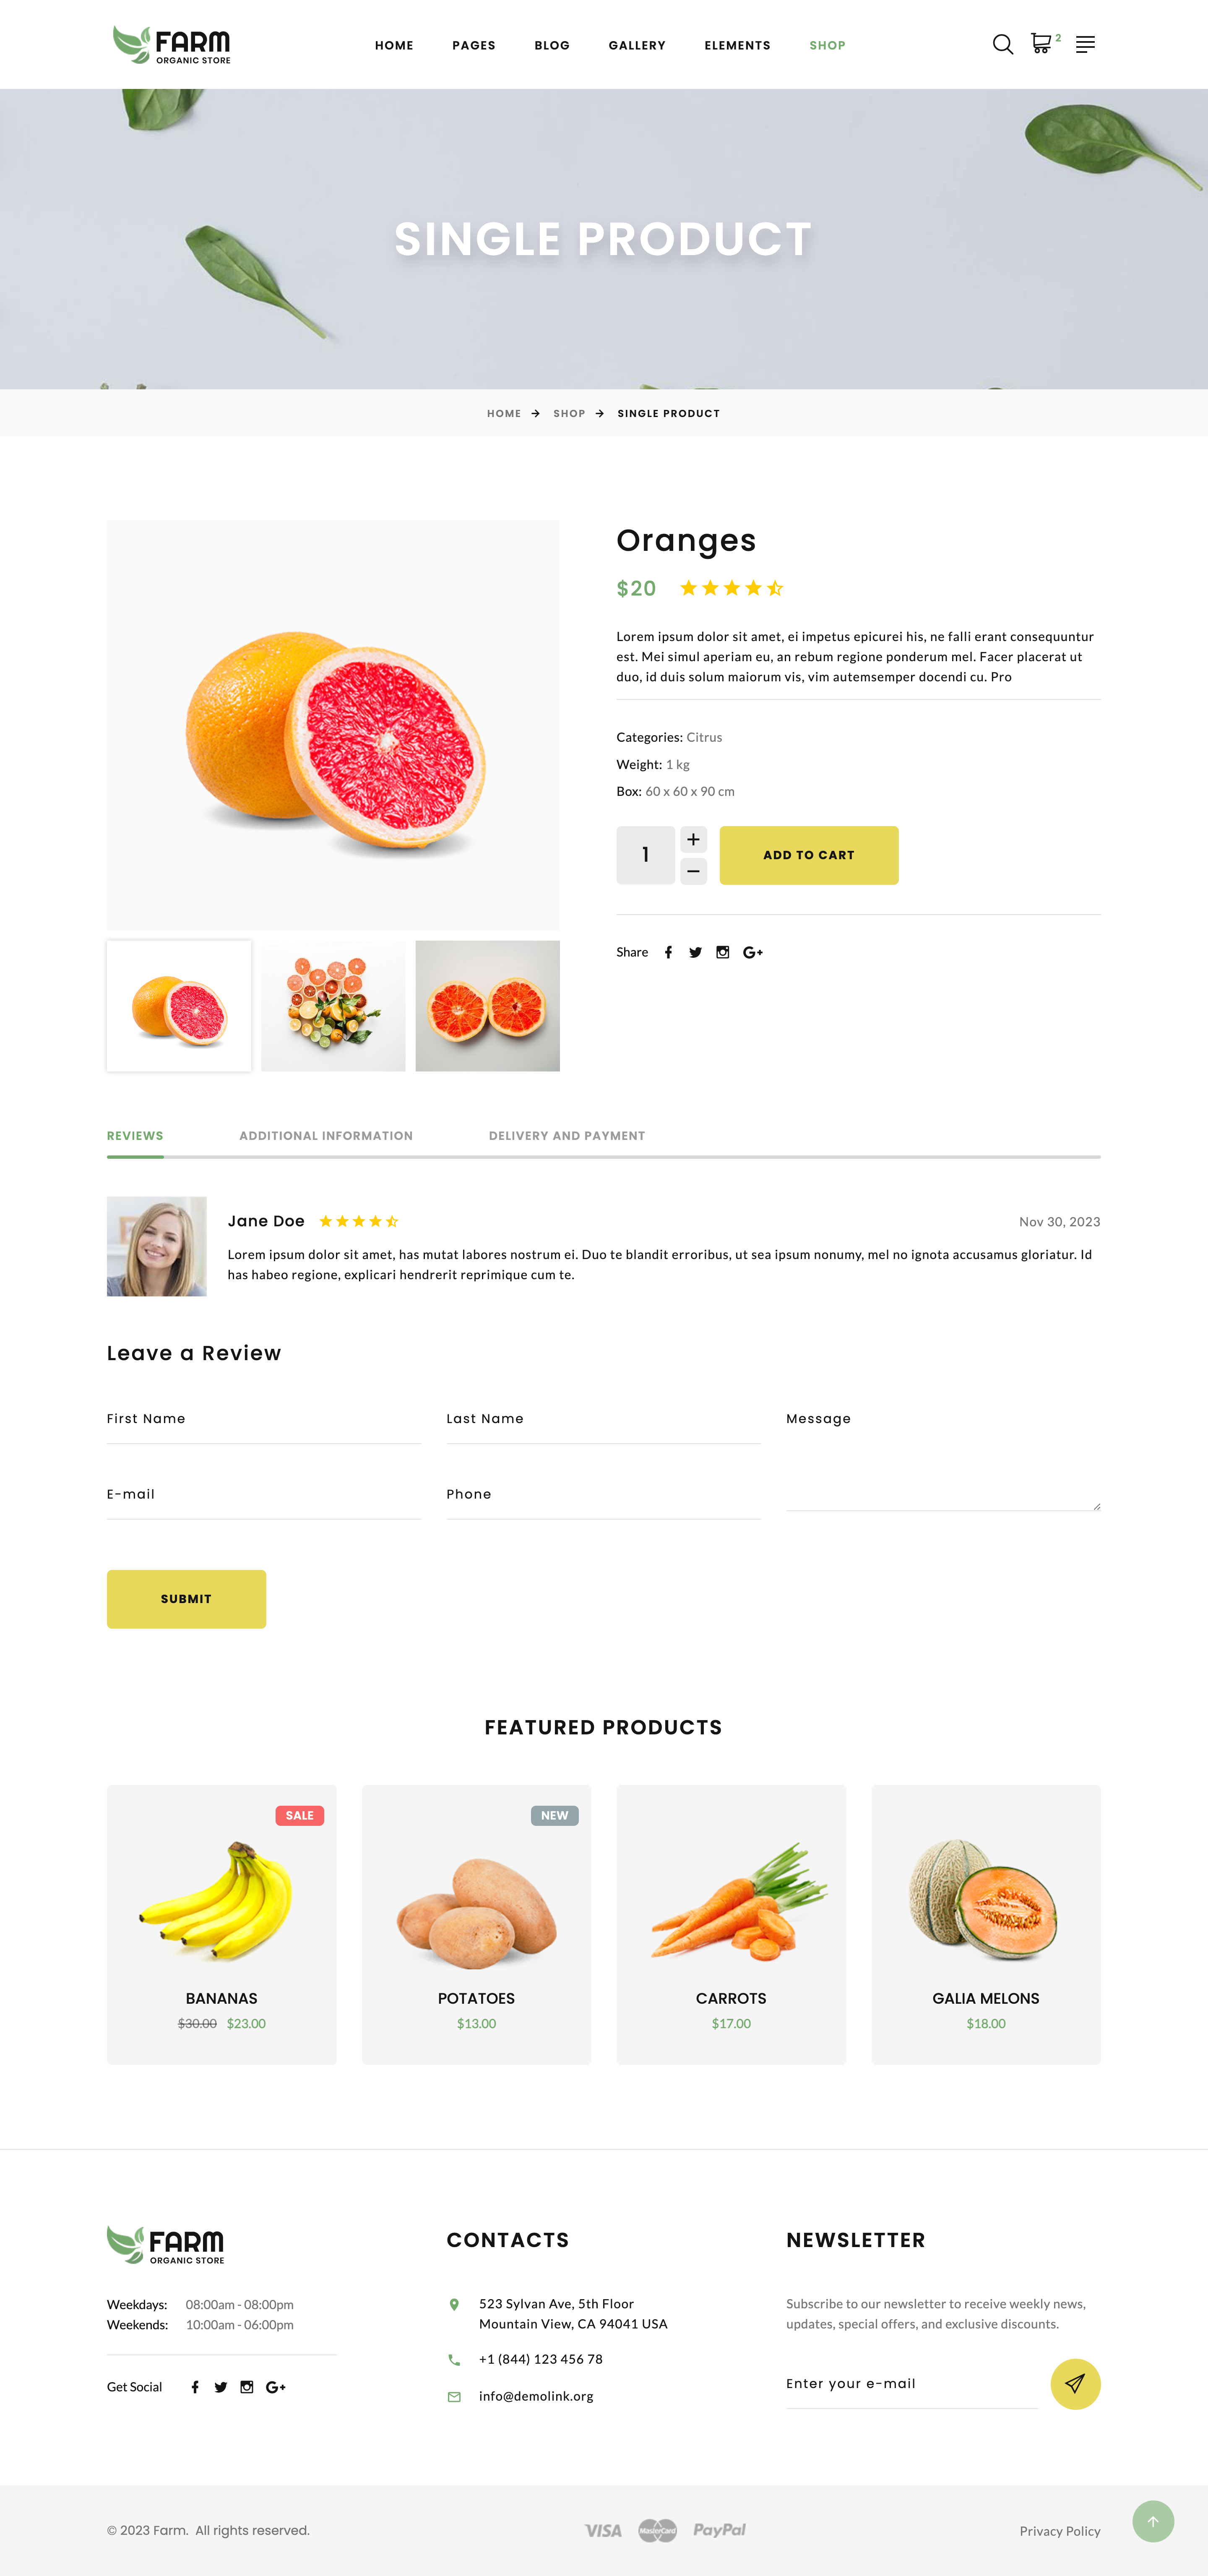 FARM
ORGANIC STORE
HOME PAGES BLOG GALLERY ELEMENTS SHOP
2
SINGLE PRODUCT
HOME SHOP SINGLE PRODUCT
Oranges
$20
Lorem ipsum dolor sit amet, ei impetus epicurei his, ne falli erant consequuntur
est. Mei simul aperiam eu, an rebum regione ponderum mel. Facer placerat ut
duo, id duis solum maiorum vis, vim autemsemper docendi cu. Pro
Categories: Citrus
Weight: 1 kg
Box: 60 x 60 x 90 cm
1 + − ADD TO CART
Share
REVIEWS ADDITIONAL INFORMATION DELIVERY AND PAYMENT
Jane Doe Nov 30, 2023
Lorem ipsum dolor sit amet, has mutat labores nostrum ei. Duo te blandit erroribus, ut sea ipsum nonumy, mel no ignota accusamus gloriatur. Id
has habeo regione, explicari hendrerit reprimique cum te.
Leave a Review
First Name Last Name Message
E-mail Phone
SUBMIT
FEATURED PRODUCTS
SALE NEW
BANANAS POTATOES CARROTS GALIA MELONS
$30.00 $23.00 $13.00 $17.00 $18.00
FARM
ORGANIC STORE
Weekdays: 08:00am - 08:00pm
Weekends: 10:00am - 06:00pm
Get Social
CONTACTS
523 Sylvan Ave, 5th Floor
Mountain View, CA 94041 USA
+1 (844) 123 456 78
info@demolink.org
NEWSLETTER
Subscribe to our newsletter to receive weekly news,
updates, special offers, and exclusive discounts.
Enter your e-mail
© 2023 Farm. All rights reserved. VISA MasterCard PayPal Privacy Policy